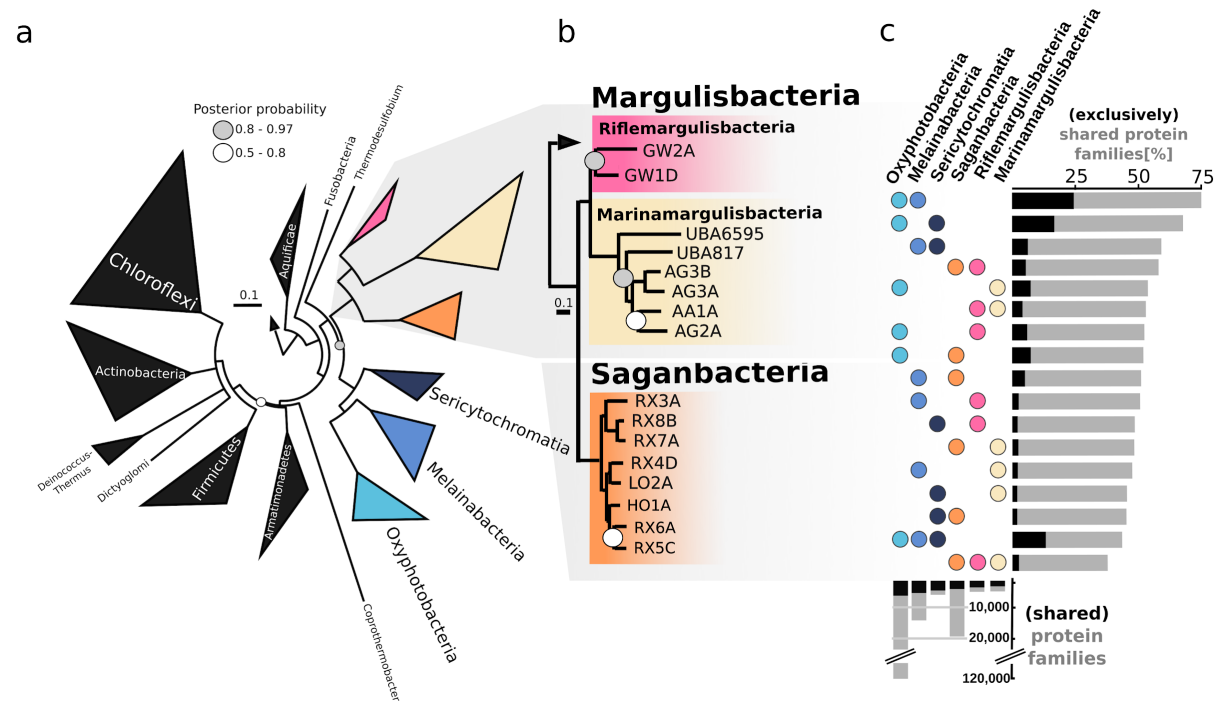 a
b
c
Posterior probability
0.8 - 0.97
0.5 - 0.8
Chloroflexi
Actinobacteria
Deinococcus-
Thermus
Dictyoglomi
Firmicutes
Armatimonadetes
Coprothermobacter
Oxyphotobacteria
Melainabacteria
Sericytochromatia
Aquificae
Fusobacteria
Thermodesulfobium
0.1
Margulisbacteria
Riflemargulisbacteria
GW2A
GW1D
Marinamargulisbacteria
UBA6595
UBA817
AG3B
AG3A
AA1A
AG2A
0.1
Saganbacteria
RX3A
RX8B
RX7A
RX4D
LO2A
HO1A
RX6A
RX5C
Oxyphotobacteria
Melainabacteria
Sericytochromatia
Saganbacteria
Riflemargulisbacteria
Marinamargulisbacteria
(exclusively)
shared protein
families[%]
25 50 75
10,000
20,000
120,000
(shared)
protein
families